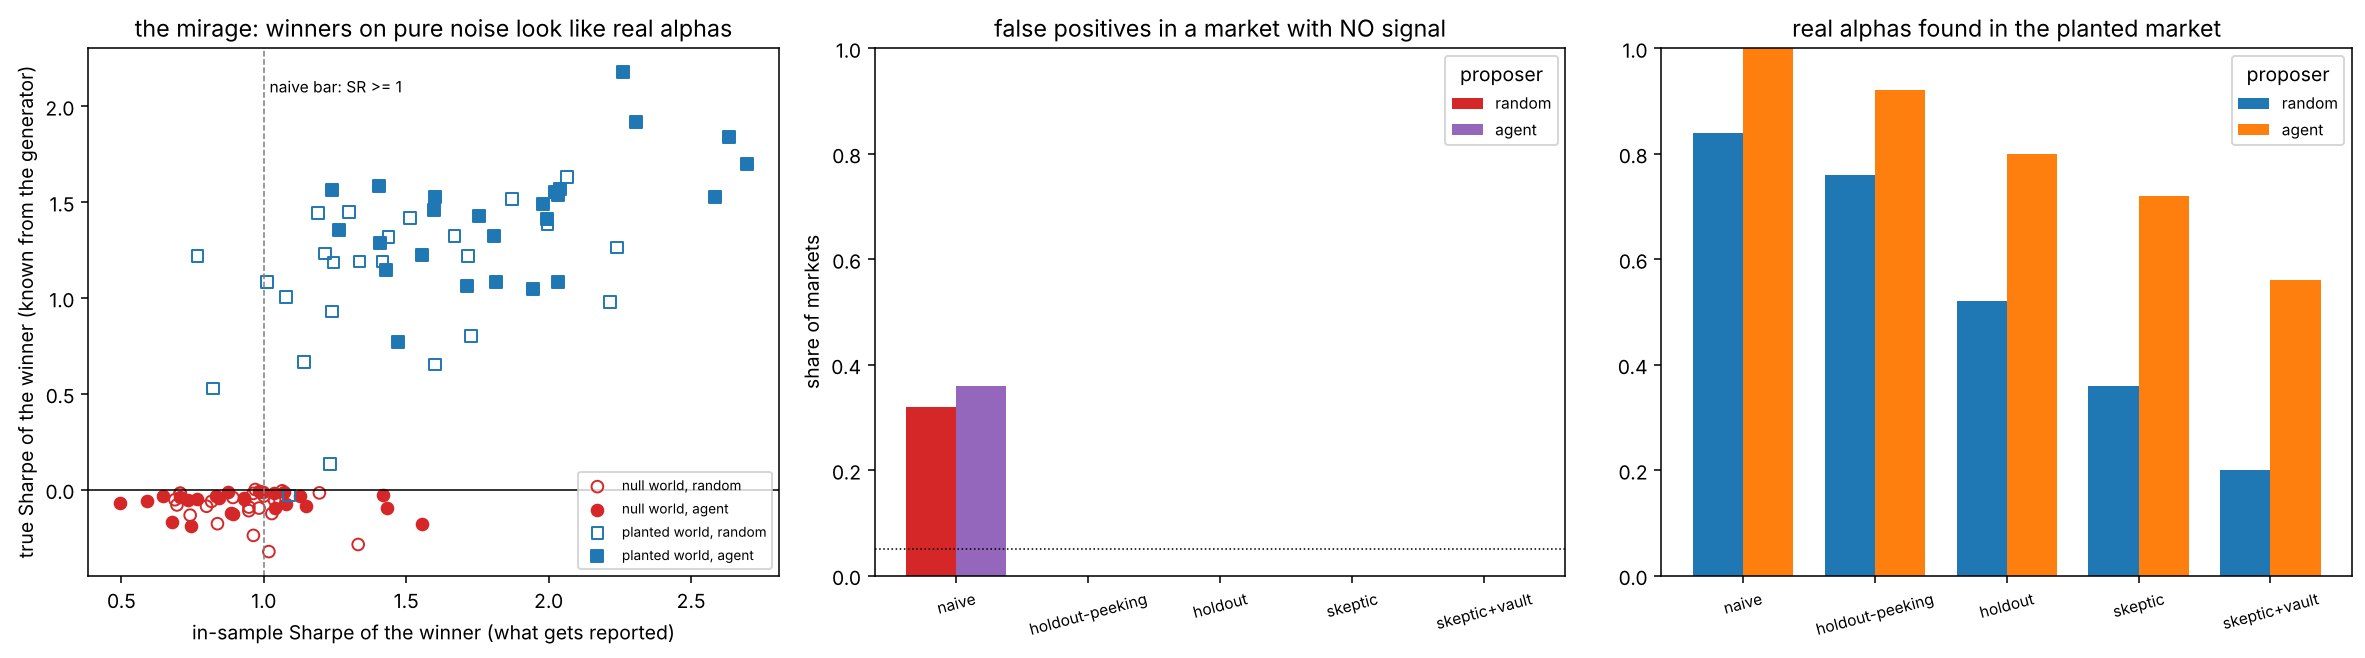 the mirage: winners on pure noise look like real alphas
true Sharpe of the winner (known from the generator)
2.0
1.5
1.0
0.5
0.0
naive bar: SR >= 1
null world, random
null world, agent
planted world, random
planted world, agent
0.5 1.0 1.5 2.0 2.5
in-sample Sharpe of the winner (what gets reported)
false positives in a market with NO signal
share of markets
1.0
0.8
0.6
0.4
0.2
0.0
proposer
random
agent
naive holdout-peeking holdout skeptic skeptic+vault
real alphas found in the planted market
1.0
0.8
0.6
0.4
0.2
0.0
proposer
random
agent
naive holdout-peeking holdout skeptic skeptic+vault